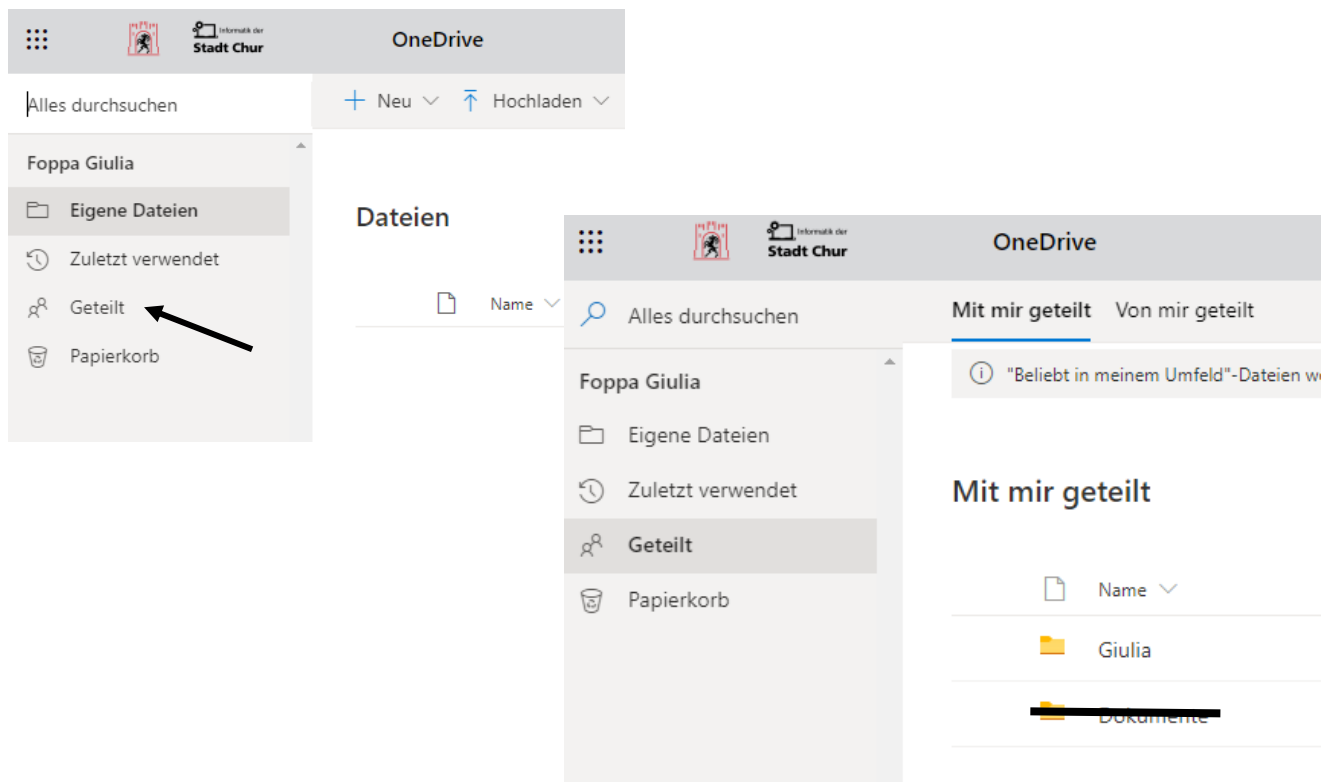 Informatik der
Stadt Chur
OneDrive
Alles durchsuchen
Neu
Hochladen
Foppa Giulia
Eigene Dateien
Zuletzt verwendet
Geteilt
Papierkorb
Dateien
Name
Informatik der
Stadt Chur
OneDrive
Alles durchsuchen
Mit mir geteilt Von mir geteilt
"Beliebt in meinem Umfeld"-Dateien we
Foppa Giulia
Eigene Dateien
Zuletzt verwendet
Geteilt
Papierkorb
Mit mir geteilt
Name
Giulia
Dokumente